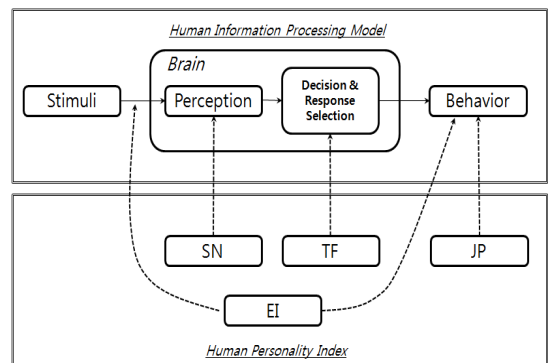 Human Information Processing Model
Brain
Stimuli
Perception
Decision &
Response
Selection
Behavior
SN
TF
JP
EI
Human Personality Index